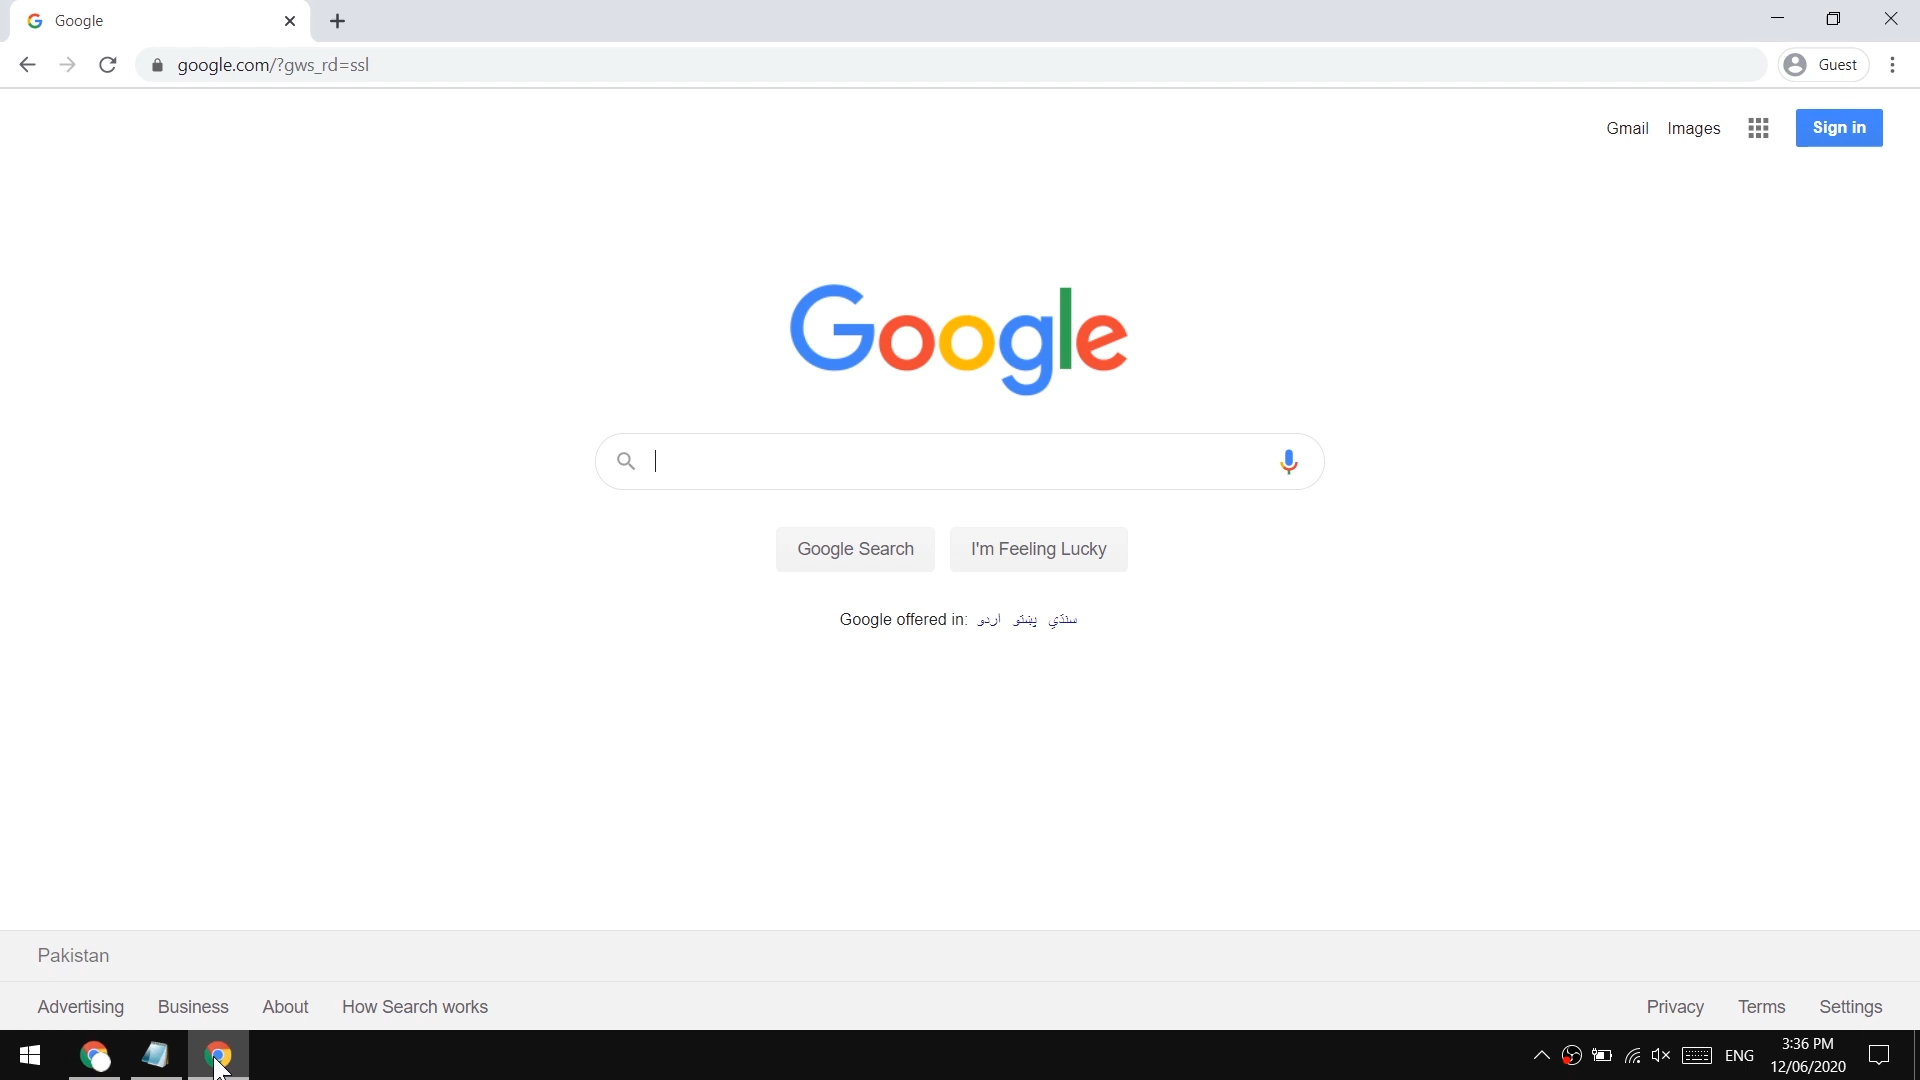 Google
google.com/?gws_rd=ssl
Guest
Gmail Images Sign in
Google
Google Search I'm Feeling Lucky
Google offered in: اردو پښتو سنڌي
Pakistan
Advertising Business About How Search works Privacy Terms Settings
ENG
3:36 PM
12/06/2020